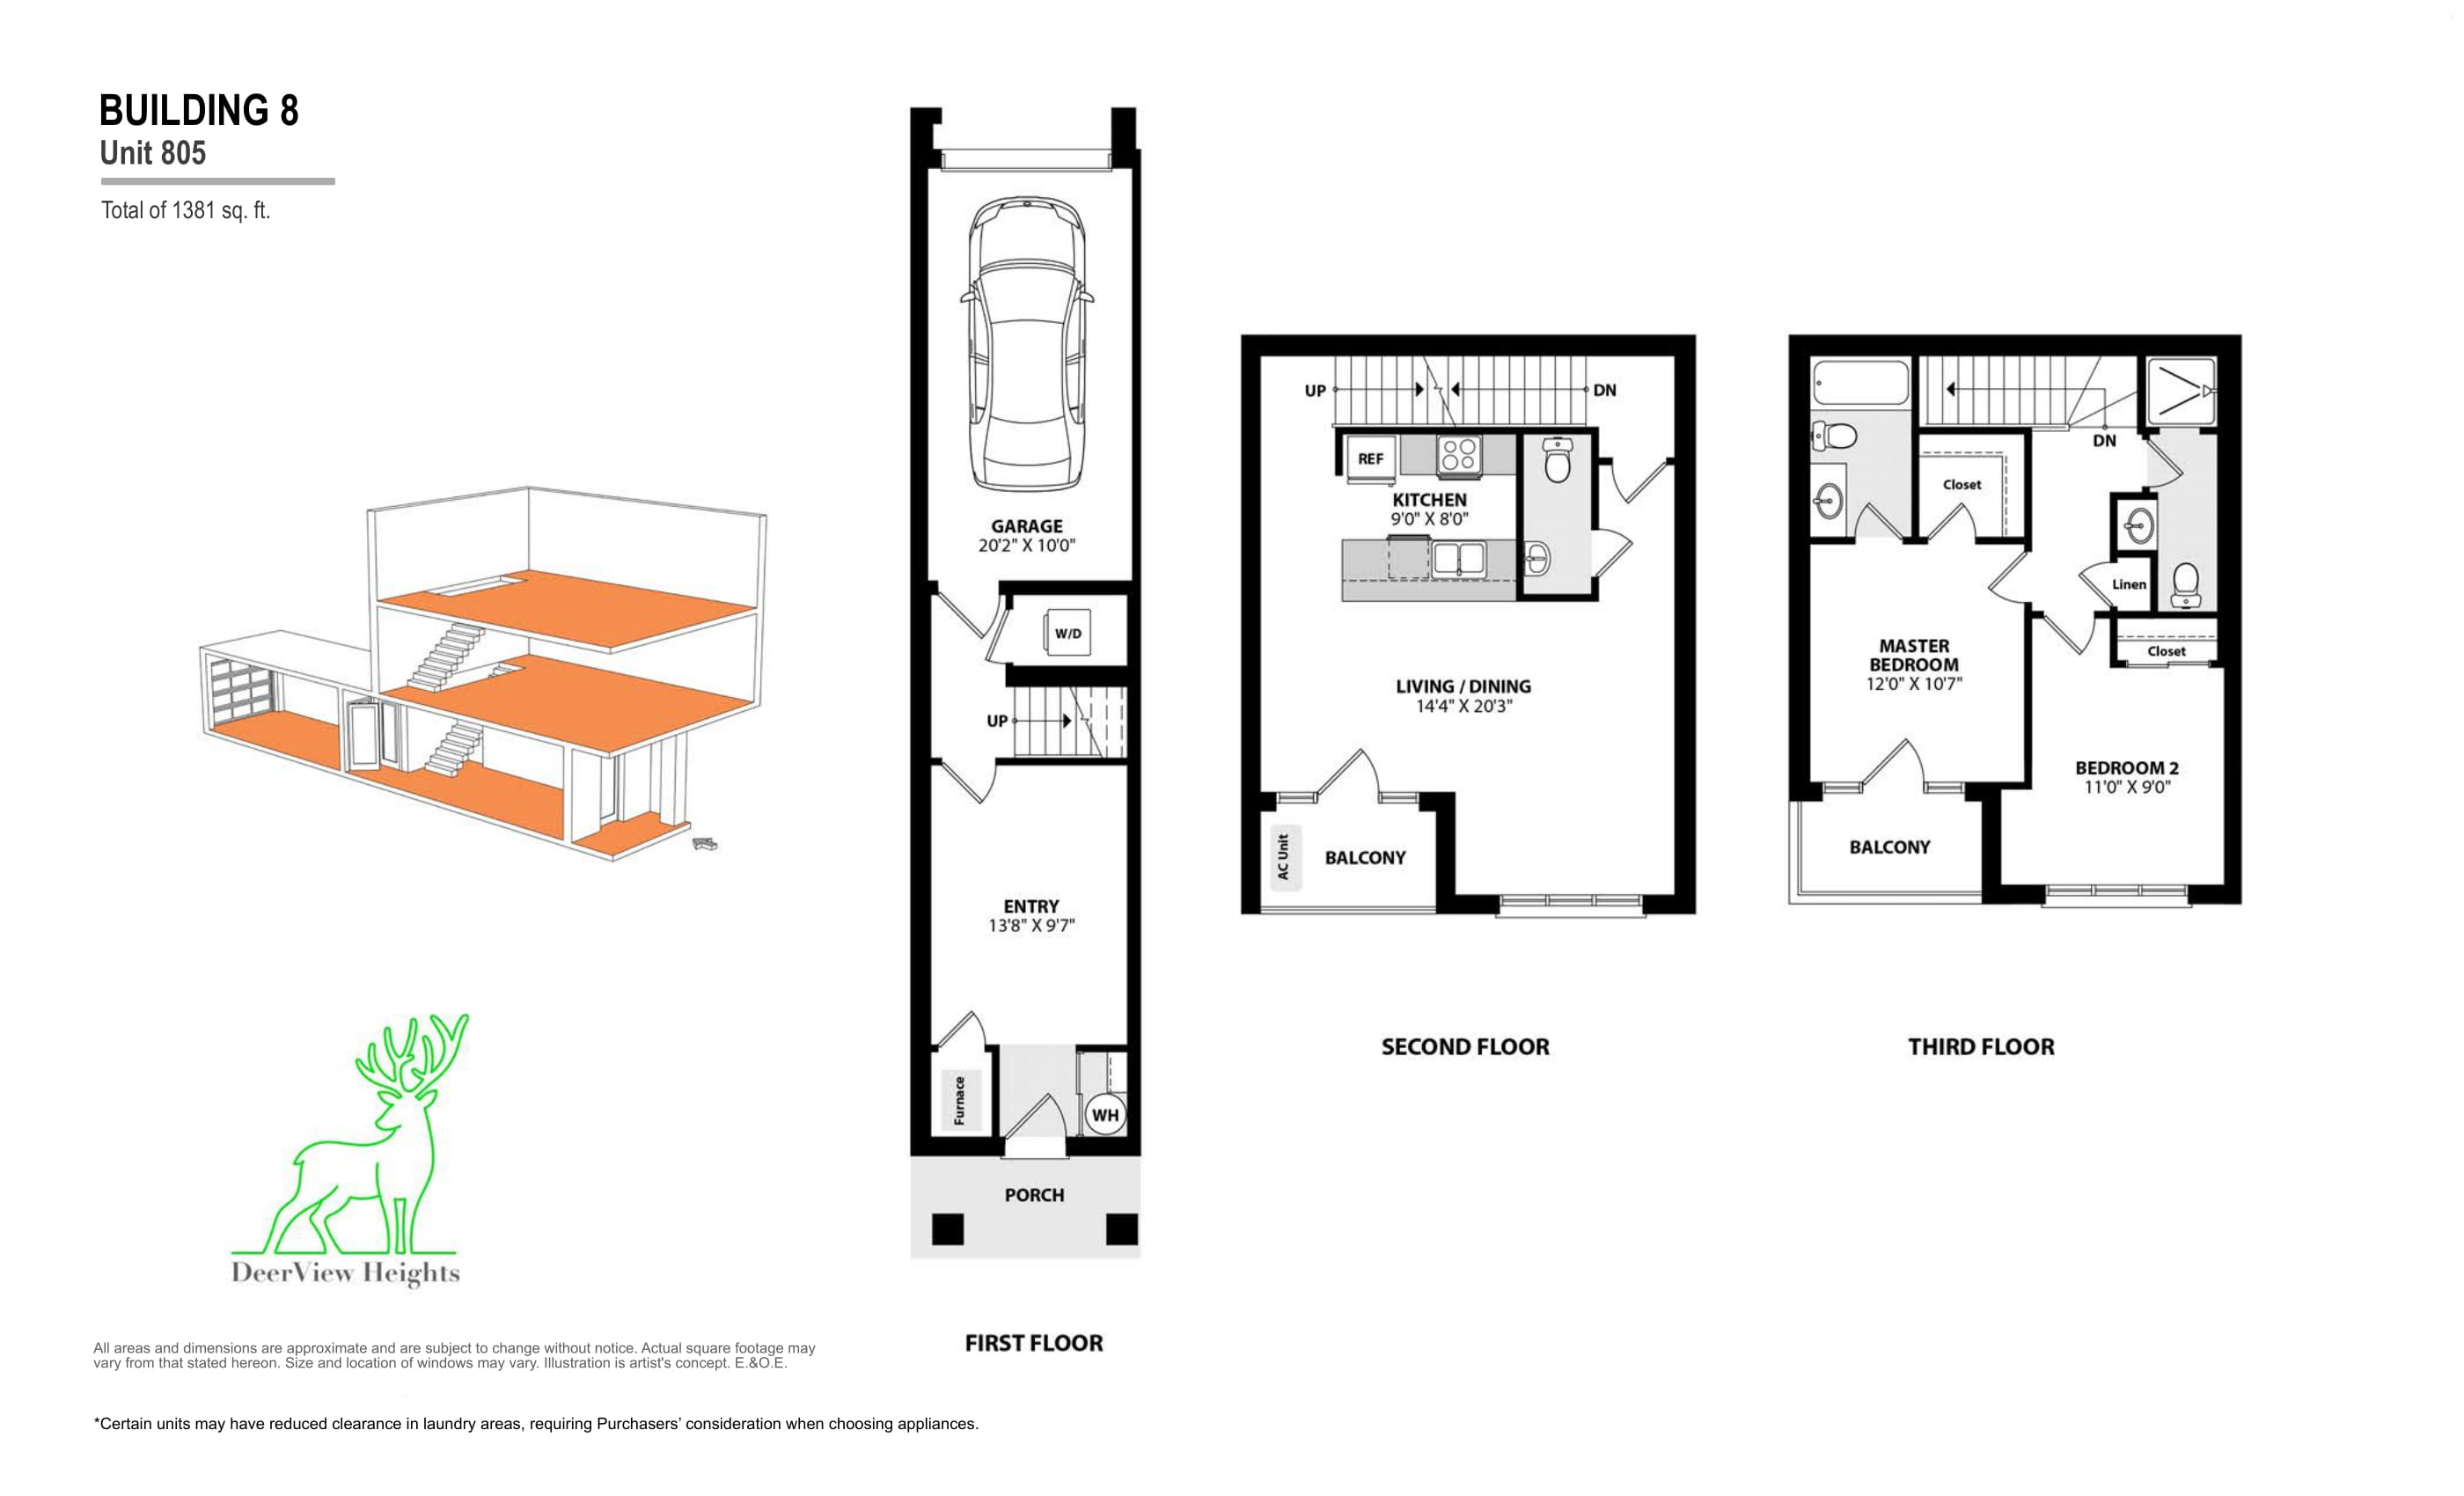 BUILDING 8
Unit 805
Total of 1381 sq. ft.
GARAGE
20'2" X 10'0"
W/D
UP
ENTRY
13'8" X 9'7"
Furnace
WH
PORCH
FIRST FLOOR
UP
DN
REF
KITCHEN
9'0" X 8'0"
LIVING / DINING
14'4" X 20'3"
AC Unit
BALCONY
SECOND FLOOR
DN
Closet
Linen
MASTER
BEDROOM
12'0" X 10'7"
Closet
BEDROOM 2
11'0" X 9'0"
BALCONY
THIRD FLOOR
DeerView Heights
All areas and dimensions are approximate and are subject to change without notice. Actual square footage may
vary from that stated hereon. Size and location of windows may vary. Illustration is artist's concept. E.&O.E.
*Certain units may have reduced clearance in laundry areas, requiring Purchasers’ consideration when choosing appliances.